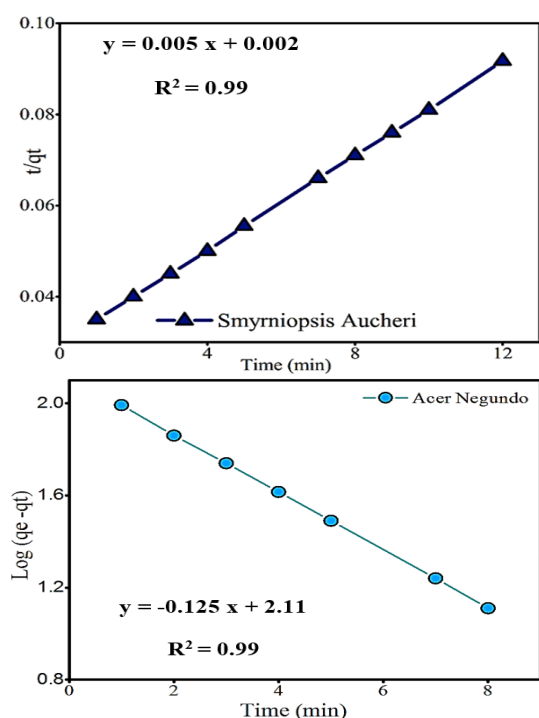 0.10
y = 0.005 x + 0.002
R² = 0.99
0.08
t/qt
0.06
0.04
Smyrniopsis Aucheri
0 4 8 12
Time (min)
2.0
Acer Negundo
1.6
Log (qe -qt)
1.2
y = -0.125 x + 2.11
R² = 0.99
0.8
0 2 4 6 8
Time (min)